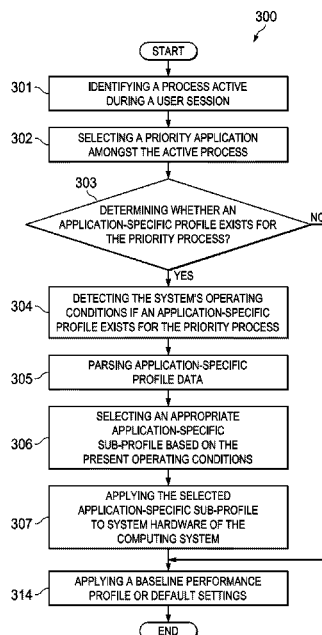 300
START
301
IDENTIFYING A PROCESS ACTIVE
DURING A USER SESSION
302
SELECTING A PRIORITY APPLICATION
AMONGST THE ACTIVE PROCESS
303
DETERMINING WHETHER AN
APPLICATION-SPECIFIC PROFILE EXISTS FOR
THE PRIORITY PROCESS?
NO
YES
304
DETECTING THE SYSTEM'S OPERATING
CONDITIONS IF AN APPLICATION-SPECIFIC
PROFILE EXISTS FOR THE PRIORITY PROCESS
305
PARSING APPLICATION-SPECIFIC
PROFILE DATA
306
SELECTING AN APPROPRIATE
APPLICATION-SPECIFIC
SUB-PROFILE BASED ON THE
PRESENT OPERATING CONDITIONS
307
APPLYING THE SELECTED
APPLICATION-SPECIFIC SUB-PROFILE
TO SYSTEM HARDWARE OF THE
COMPUTING SYSTEM
314
APPLYING A BASELINE PERFORMANCE
PROFILE OR DEFAULT SETTINGS
END